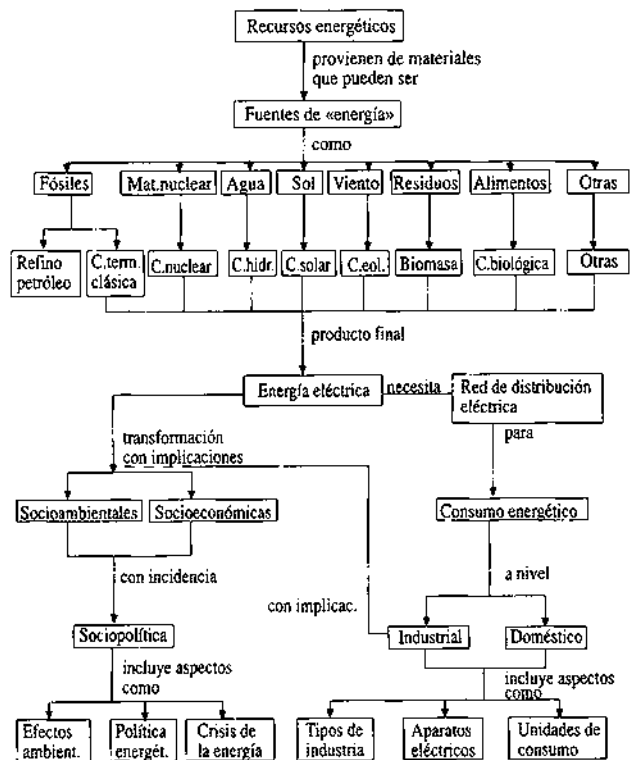 Recursos energéticos
provienen de materiales
que pueden ser
Fuentes de «energía»
como
Fósiles Mat.nuclear Agua Sol Viento Residuos Alimentos Otras
Refino petróleo C.term. clásica C.nuclear C.hidr. C.solar C.eol. Biomasa C.biológica Otras
producto final
Energía eléctrica necesita Red de distribución
eléctrica
transformación
con implicaciones
para
Socioambientales Socioeconómicas
Consumo energético
con incidencia
a nivel
con implicac.
Sociopolítica
Industrial Doméstico
incluye aspectos
como
incluye aspectos
como
Efectos
ambient.
Política
energét.
Crisis de
la energía
Tipos de
industria
Aparatos
eléctricos
Unidades de
consumo